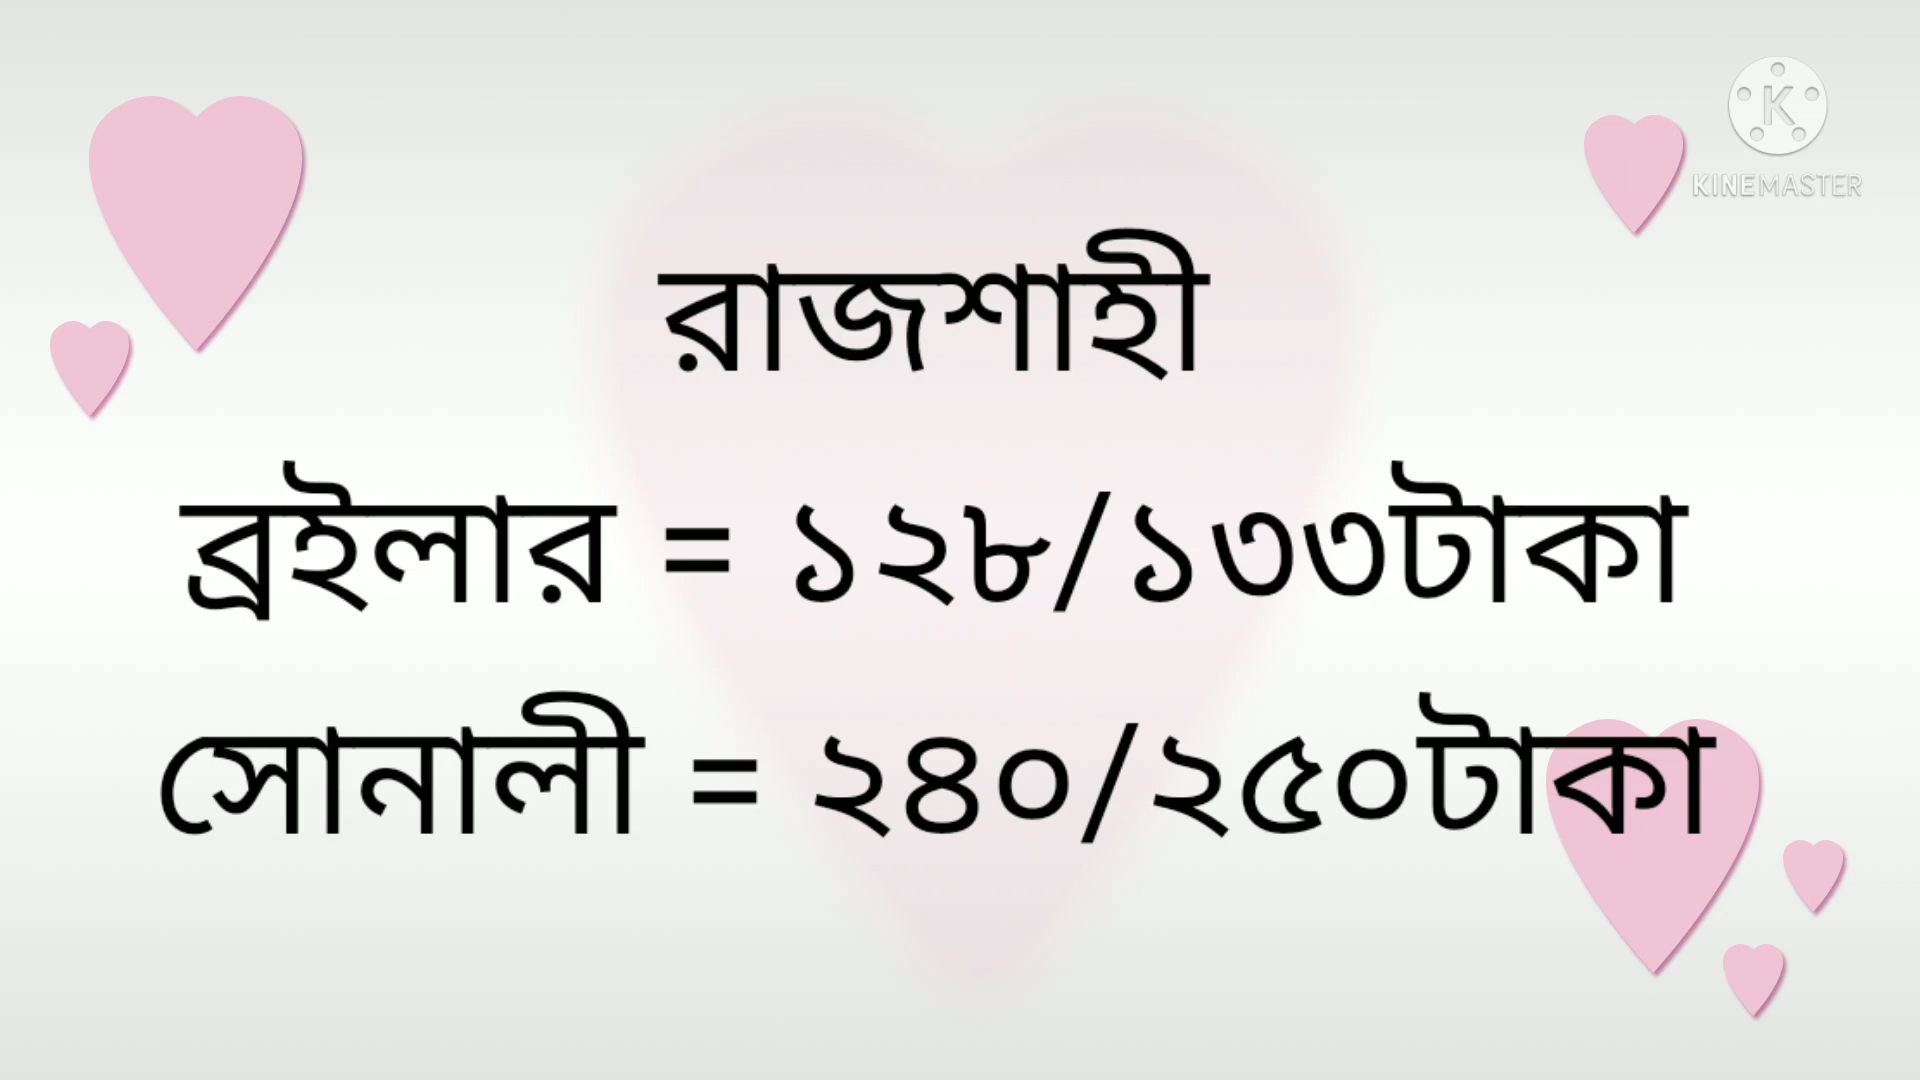 KINEMASTER
রাজশাহী
ব্রইলার = ১২৮/১৩৩টাকা
সোনালী = ২৪০/২৫০টাকা